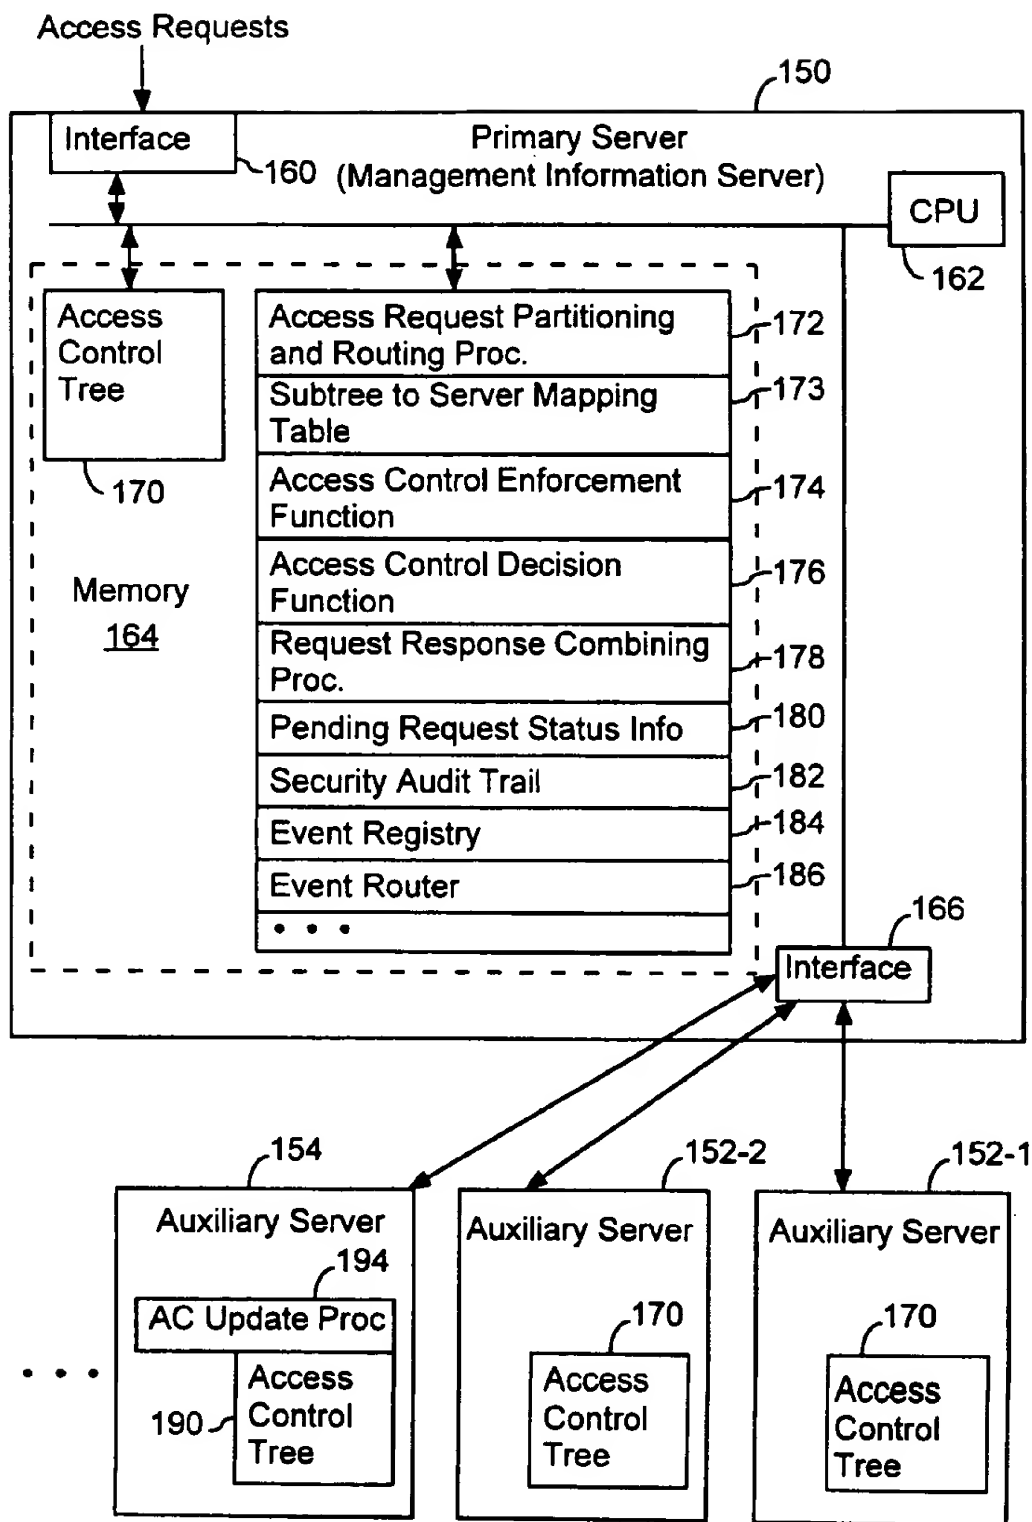 Access Requests
150
Interface
Primary Server
(Management Information Server)
160
CPU
162
Access
Control
Tree
170
Memory
164
Access Request Partitioning
and Routing Proc.
172
Subtree to Server Mapping
Table
173
Access Control Enforcement
Function
174
Access Control Decision
Function
176
Request Response Combining
Proc.
178
Pending Request Status Info
180
Security Audit Trail
182
Event Registry
184
Event Router
186
• • •
166
Interface
154
Auxiliary Server
194
AC Update Proc
190
Access
Control
Tree
• • •
152-2
Auxiliary Server
170
Access
Control
Tree
152-1
Auxiliary Server
170
Access
Control
Tree